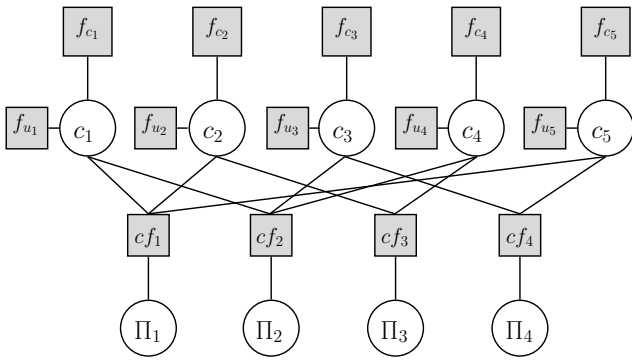 f_{c_1} f_{c_2} f_{c_3} f_{c_4} f_{c_5}
f_{u_1} c_1 f_{u_2} c_2 f_{u_3} c_3 f_{u_4} c_4 f_{u_5} c_5
cf_1 cf_2 cf_3 cf_4
Π_1 Π_2 Π_3 Π_4